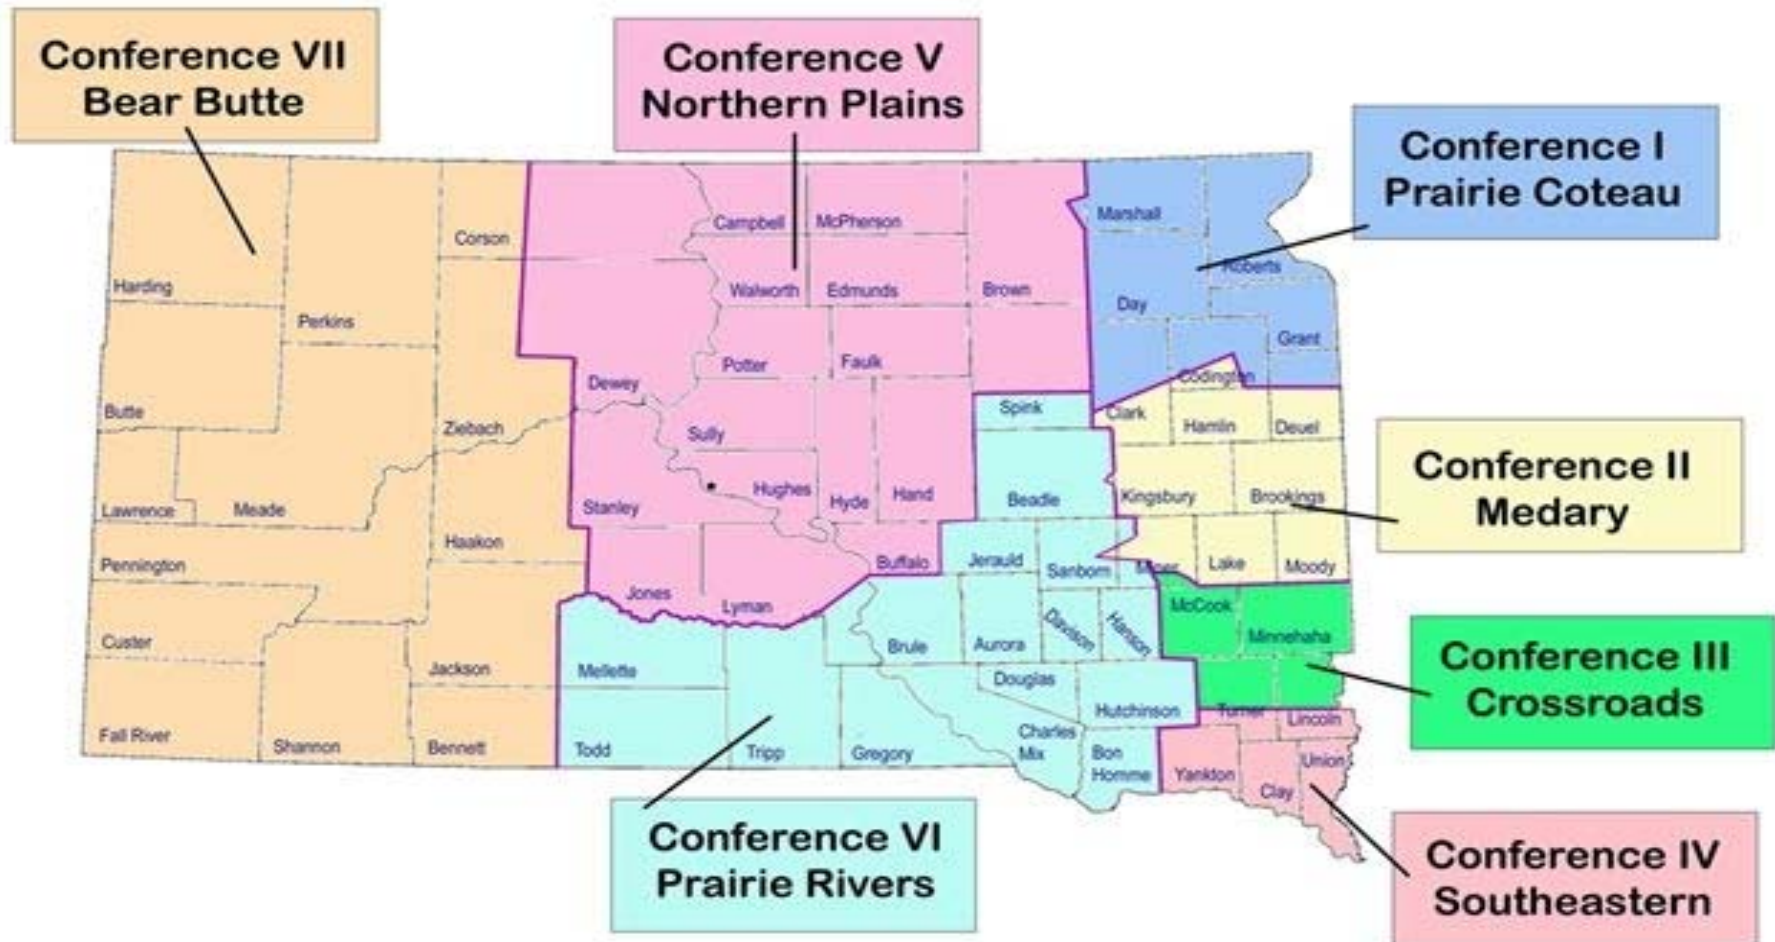 Conference VII
Bear Butte
Conference V
Northern Plains
Conference I
Prairie Coteau
Campbell
McPherson
Marshall
Corson
Roberts
Harding
Walworth
Edmunds
Brown
Day
Perkins
Grant
Potter
Faulk
Codington
Dewey
Butte
Ziebach
Spink
Clark
Hamlin
Deuel
Sully
Conference II
Medary
Lawrence
Meade
Stanley
Hughes
Hyde
Hand
Beadle
Kingsbury
Brookings
Haakon
Pennington
Buffalo
Jerauld
Sanborn
Miner
Lake
Moody
Jones
Lyman
McCook
Custer
Brule
Aurora
Davison
Hanson
Minnehaha
Conference III
Crossroads
Jackson
Mellette
Douglas
Hutchinson
Turner
Lincoln
Fall River
Shannon
Bennett
Todd
Tripp
Gregory
Charles
Mix
Bon
Homme
Yankton
Clay
Union
Conference VI
Prairie Rivers
Conference IV
Southeastern